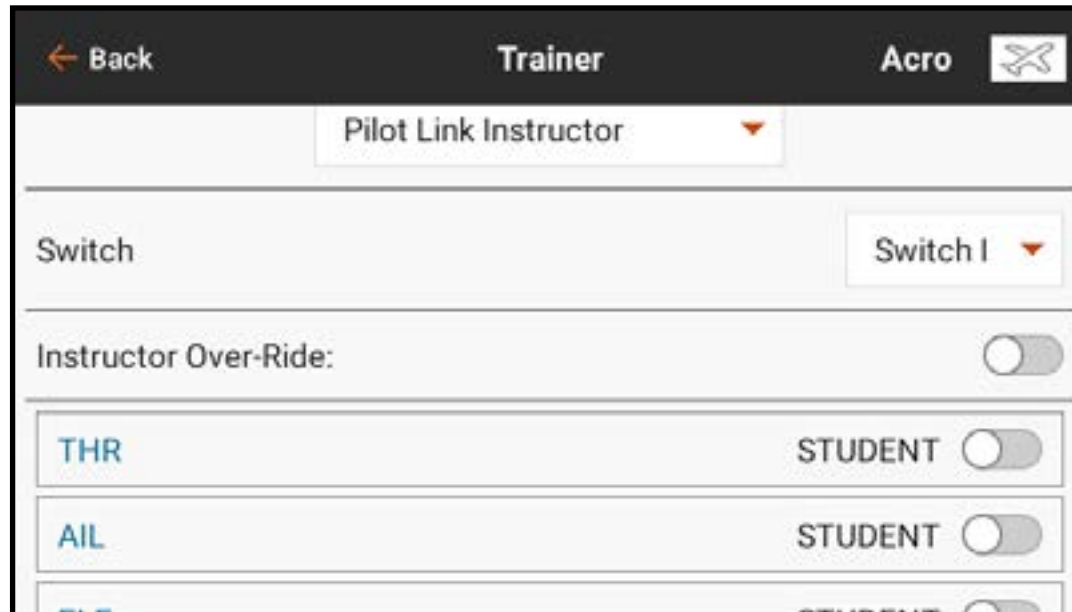 Back Trainer Acro
Pilot Link Instructor
Switch Switch I
Instructor Over-Ride:
THR STUDENT
AIL STUDENT